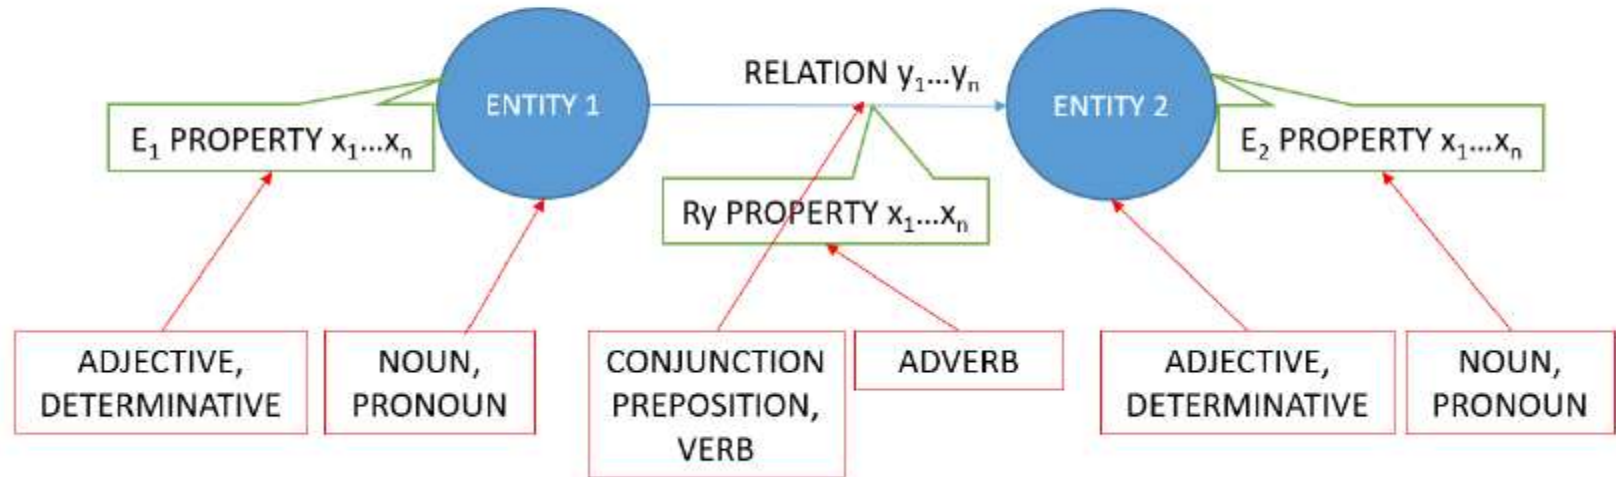 RELATION y₁...yₙ
ENTITY 1
ENTITY 2
E₁ PROPERTY x₁...xₙ
E₂ PROPERTY x₁...xₙ
Ry PROPERTY x₁...xₙ
ADJECTIVE,
DETERMINATIVE
NOUN,
PRONOUN
CONJUNCTION
PREPOSITION,
VERB
ADVERB
ADJECTIVE,
DETERMINATIVE
NOUN,
PRONOUN